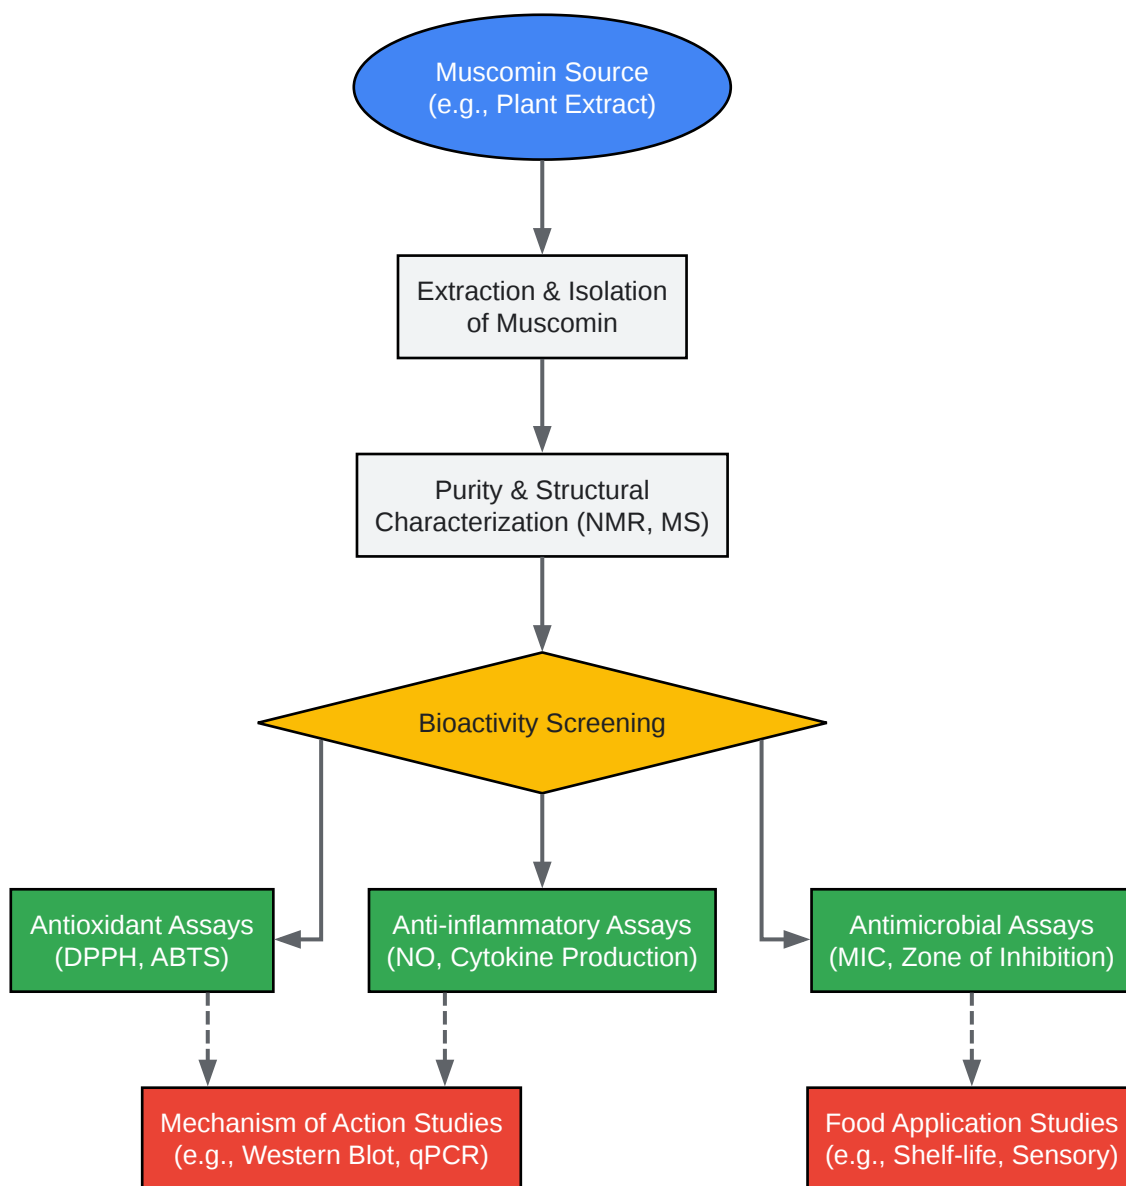 Muscomin Source
(e.g., Plant Extract)
Extraction & Isolation
of Muscomin
Purity & Structural
Characterization (NMR, MS)
Bioactivity Screening
Antioxidant Assays
(DPPH, ABTS)
Anti-inflammatory Assays
(NO, Cytokine Production)
Antimicrobial Assays
(MIC, Zone of Inhibition)
Mechanism of Action Studies
(e.g., Western Blot, qPCR)
Food Application Studies
(e.g., Shelf-life, Sensory)